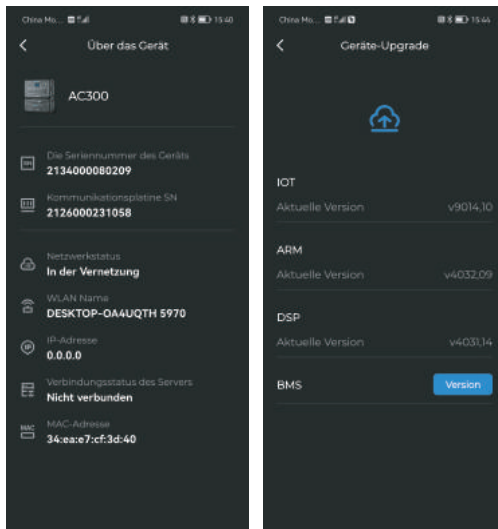 China Mo... 15:40
Über das Gerät
AC300
Die Seriennummer des Geräts
2134000080209
Kommunikationsplatine SN
2126000231058
Netzwerkstatus
In der Vernetzung
WLAN Name
DESKTOP-OA4UQTH 5970
IP-Adresse
0.0.0.0
Verbindungsstatus des Servers
Nicht verbunden
MAC
MAC-Adresse
34:ea:e7:cf:3d:40
China Mo... 15:44
Geräte-Upgrade
IOT
Aktuelle Version v9014,10
ARM
Aktuelle Version v4032,09
DSP
Aktuelle Version v4031,14
BMS Version